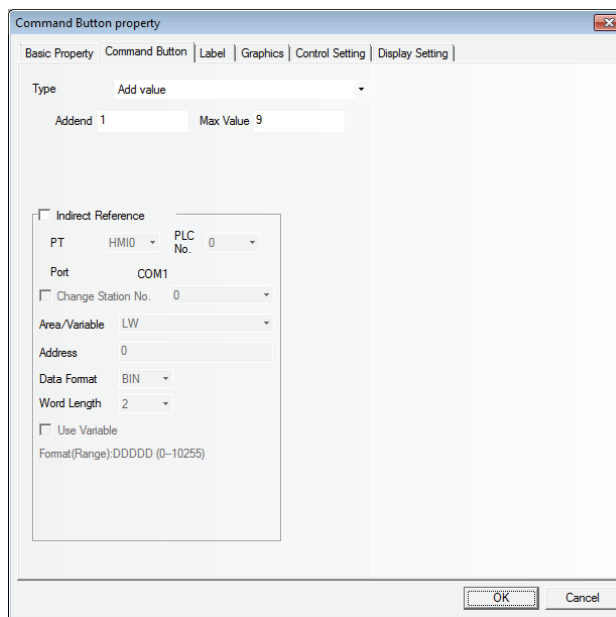 Command Button property
Basic Property Command Button Label Graphics Control Setting Display Setting
Type Add value
Addend 1 Max Value 9
Indirect Reference
PT HMI0 PLC No. 0
Port COM1
Change Station No. 0
Area/Variable LW
Address 0
Data Format BIN
Word Length 2
Use Variable
Format(Range):DDDDD (0--10255)
OK Cancel